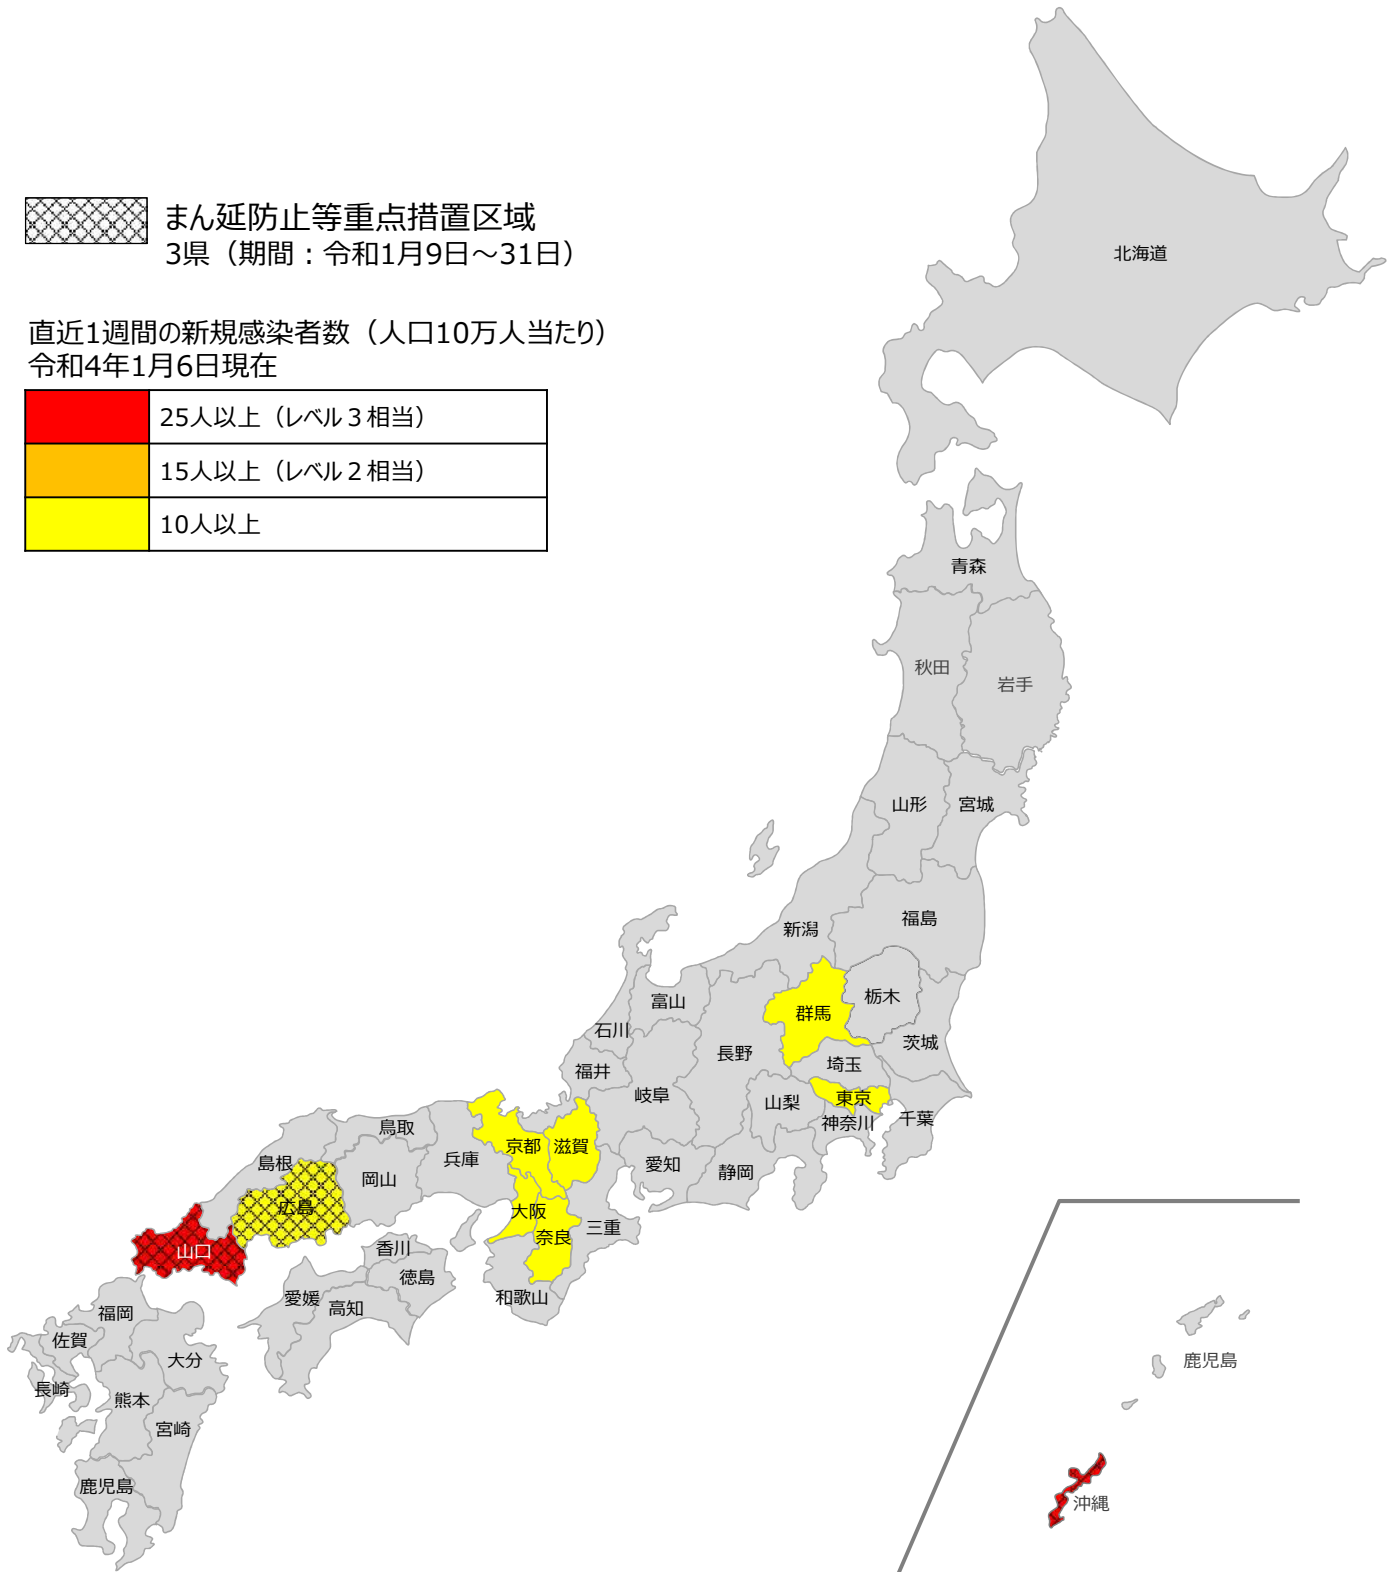 まん延防止等重点措置区域
3県（期間：令和1月9日～31日）
直近1週間の新規感染者数（人口10万人当たり）
令和4年1月6日現在
25人以上（レベル３相当）
15人以上（レベル２相当）
10人以上
北海道
青森
秋田
岩手
山形
宮城
新潟
福島
富山
群馬
栃木
石川
茨城
長野
福井
埼玉
岐阜
山梨
東京
千葉
神奈川
鳥取
京都
滋賀
島根
兵庫
愛知
静岡
岡山
広島
大阪
三重
奈良
山口
香川
徳島
愛媛
高知
和歌山
福岡
佐賀
大分
長崎
熊本
宮崎
鹿児島
鹿児島
沖縄